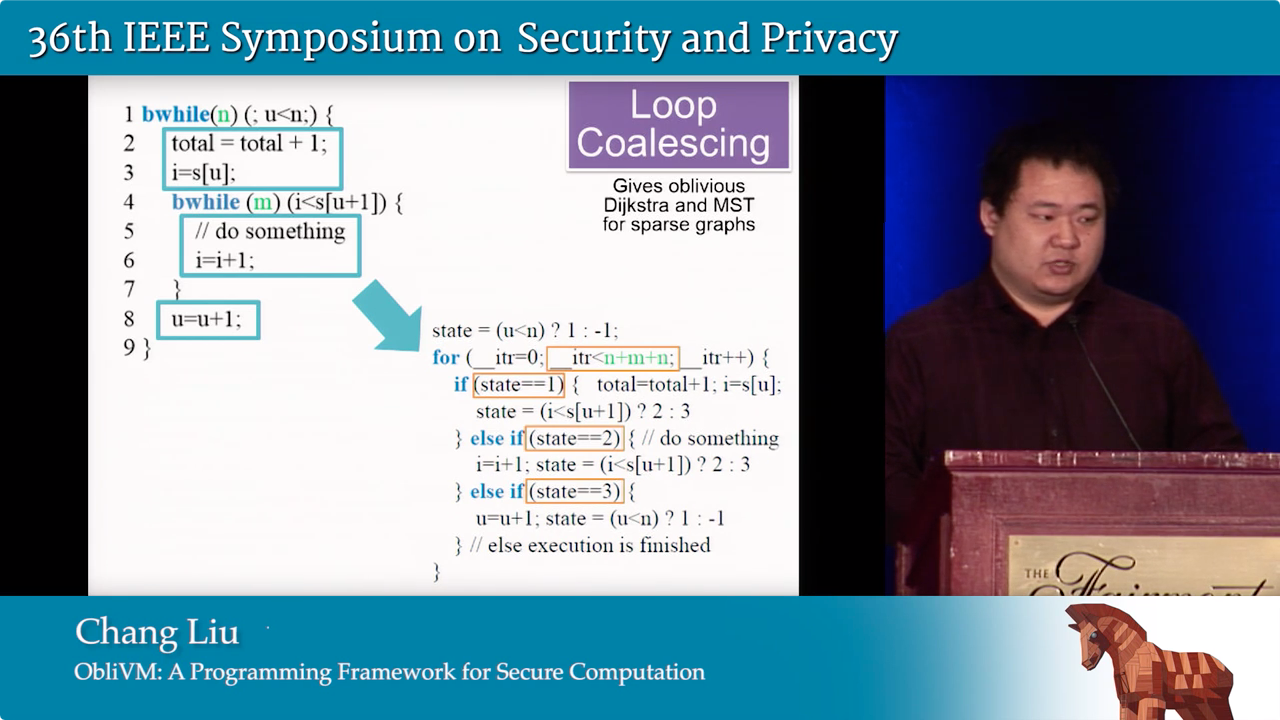 36th IEEE Symposium on Security and Privacy
1 bwhile(n) (; u<n;) {
2 total = total + 1;
3 i=s[u];
4 bwhile (m) (i<s[u+1]) {
5 // do something
6 i=i+1;
7 }
8 u=u+1;
9 }
Loop
Coalescing
Gives oblivious
Dijkstra and MST
for sparse graphs
state = (u<n) ? 1 : -1;
for (__itr=0; __itr<n+m+n; __itr++) {
if (state==1) { total=total+1; i=s[u];
state = (i<s[u+1]) ? 2 : 3
} else if (state==2) { // do something
i=i+1; state = (i<s[u+1]) ? 2 : 3
} else if (state==3) {
u=u+1; state = (u<n) ? 1 : -1
} // else execution is finished
}
THE Fairmont
Chang Liu
ObliVM: A Programming Framework for Secure Computation